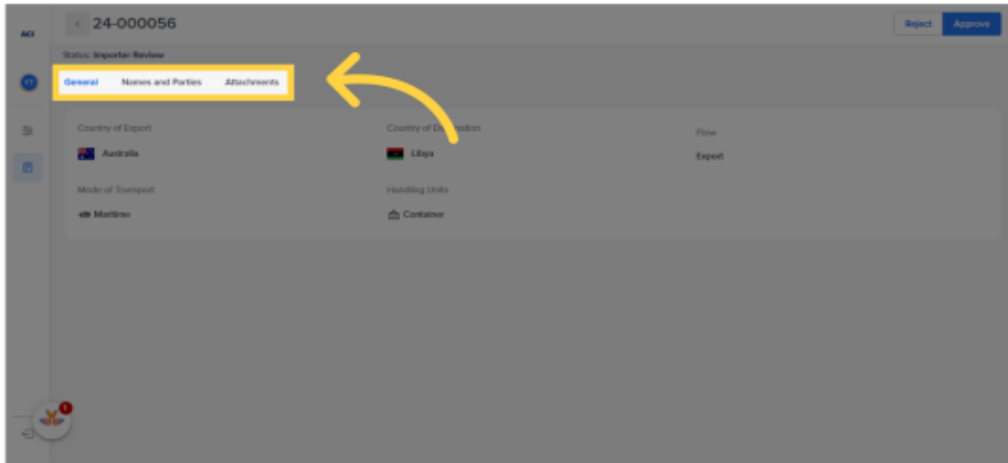 ACI
24-000056
Reject
Approve
Status: Importer Review
General
Names and Parties
Attachments
Country of Export
Country of
Flow
Australia
Libya
Export
Mode of Transport
Handling Units
Maritime
Container
1